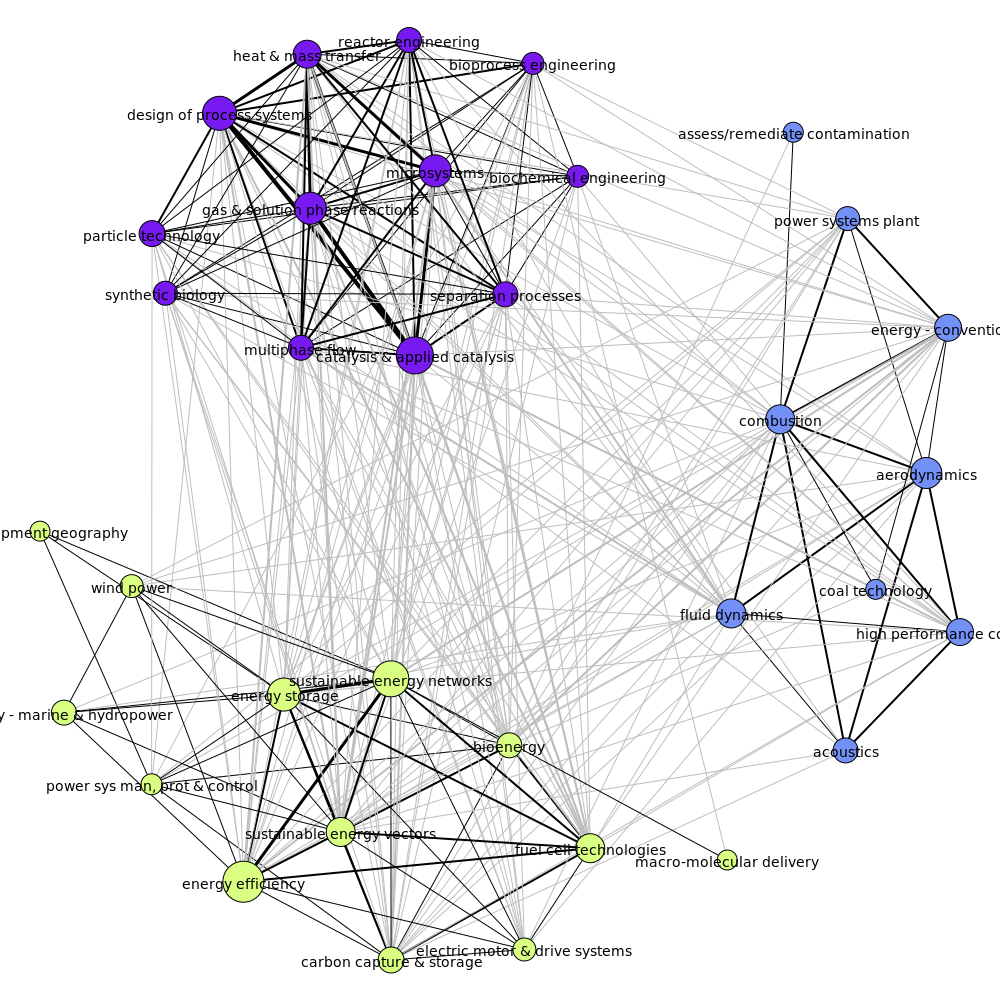 reactor engineering
heat & mass transfer
bioprocess engineering
design of process systems
assess/remediate contamination
microsystems
biochemical engineering
gas & solution phase reactions
power systems plant
particle technology
synthetic biology
separation processes
energy - conventio
multiphase flow
catalysis & applied catalysis
combustion
aerodynamics
pment geography
wind power
coal technology
fluid dynamics
high performance co
sustainable energy networks
energy storage
y - marine & hydropower
bioenergy
acoustics
power sys man, prot & control
sustainable energy vectors
fuel cell technologies
macro-molecular delivery
energy efficiency
electric motor & drive systems
carbon capture & storage